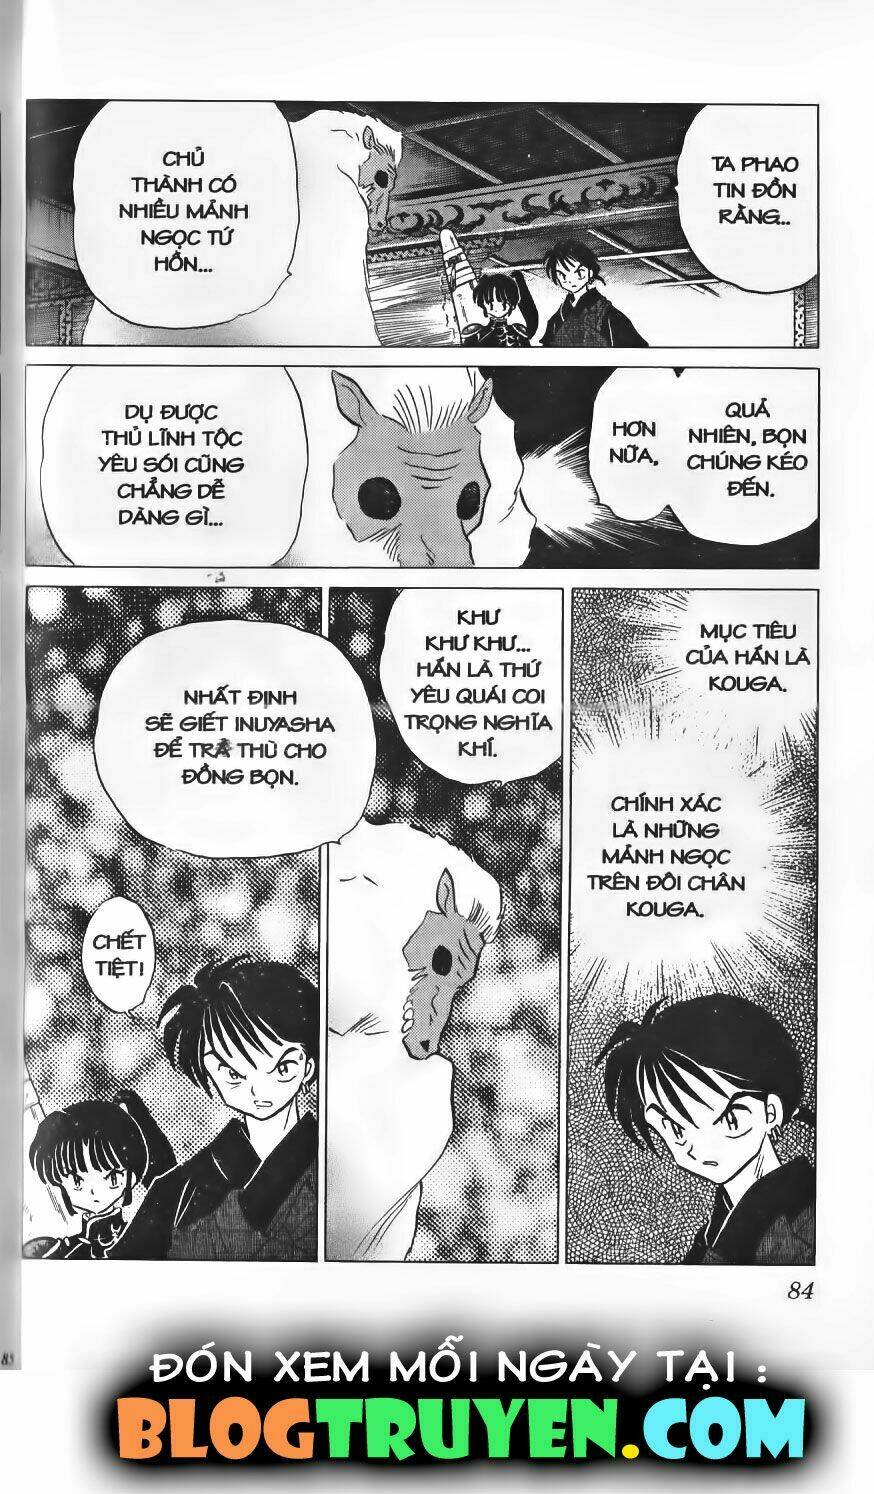 TA PHAO
TIN ĐỒN
RẰNG...
CHỦ
THÀNH CÓ
NHIỀU MẢNH
NGỌC TỨ
HỒN...
QUẢ
NHIÊN, BỌN
CHÚNG KÉO
ĐẾN.
HƠN
NỮA,
DỤ ĐƯỢC
THỦ LĨNH TỘC
YÊU SÓI CŨNG
CHẲNG DỄ
DÀNG GÌ...
MỤC TIÊU
CỦA HẮN LÀ
KOUGA.
CHÍNH XÁC
LÀ NHỮNG
MẢNH NGỌC
TRÊN ĐÔI CHÂN
KOUGA.
KHƯ
KHƯ KHƯ...
HẮN LÀ THỨ
YÊU QUÁI COI
TRỌNG NGHĨA
KHÍ.
NHẤT ĐỊNH
SẼ GIẾT INUYASHA
ĐỂ TRẢ THÙ CHO
ĐỒNG BỌN.
CHẾT
TIỆT!
84
83
ĐÓN XEM MỖI NGÀY TẠI :
BLOGTRUYEN.COM